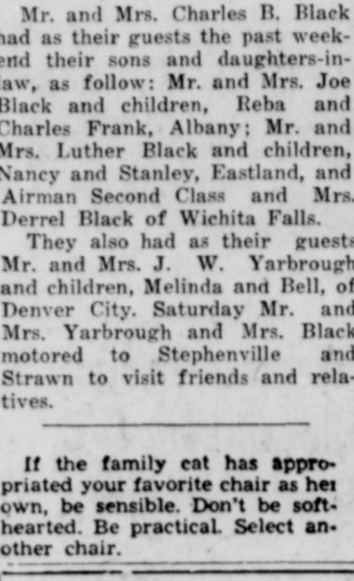 Mr. and Mrs. Charles B. Black
had as their guests the past week-
end their sons and daughters-in-
law, as follow: Mr. and Mrs. Joe
Black and children, Reba and
Charles Frank, Albany; Mr. and
Mrs. Luther Black and children,
Nancy and Stanley, Eastland, and
Airman Second Class and Mrs.
Derrel Black of Wichita Falls.
They also had as their guests
Mr. and Mrs. J. W. Yarbrough
and children, Melinda and Bell, of
Denver City. Saturday Mr. and
Mrs. Yarbrough and Mrs. Black
motored to Stephenville and
Strawn to visit friends and rela-
tives.
If the family cat has appro-
priated your favorite chair as her
own, be sensible. Don't be soft-
hearted. Be practical. Select an-
other chair.